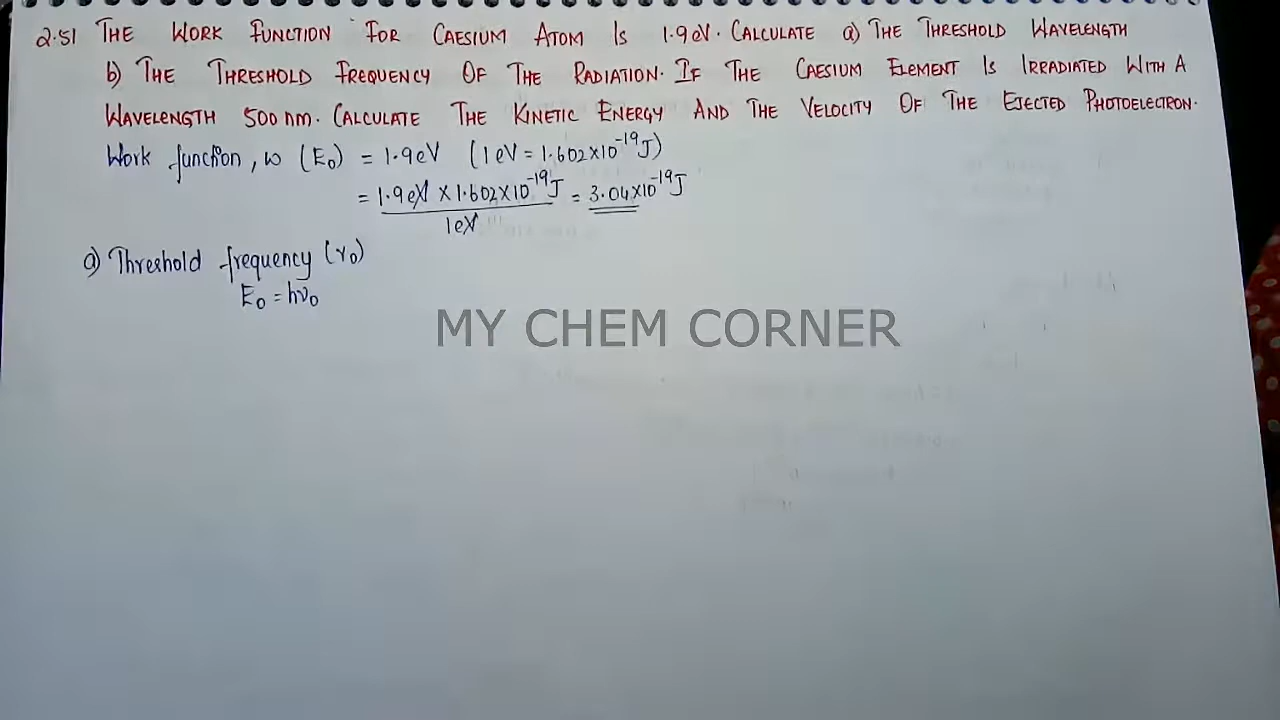 2.51 THE WORK FUNCTION FOR CAESIUM ATOM IS 1.9eV. CALCULATE a) THE THRESHOLD WAVELENGTH
b) THE THRESHOLD FREQUENCY OF THE RADIATION. IF THE CAESIUM ELEMENT IS IRRADIATED WITH A
WAVELENGTH 500 nm. CALCULATE THE KINETIC ENERGY AND THE VELOCITY OF THE EJECTED PHOTOELECTRON.
Work function, w (E₀) = 1.9eV (1eV = 1.602×10⁻¹⁹J)
= 1.9eV × 1.602×10⁻¹⁹J = 3.04×10⁻¹⁹J
1eV
a) Threshold frequency (ν₀)
E₀ = hν₀
MY CHEM CORNER